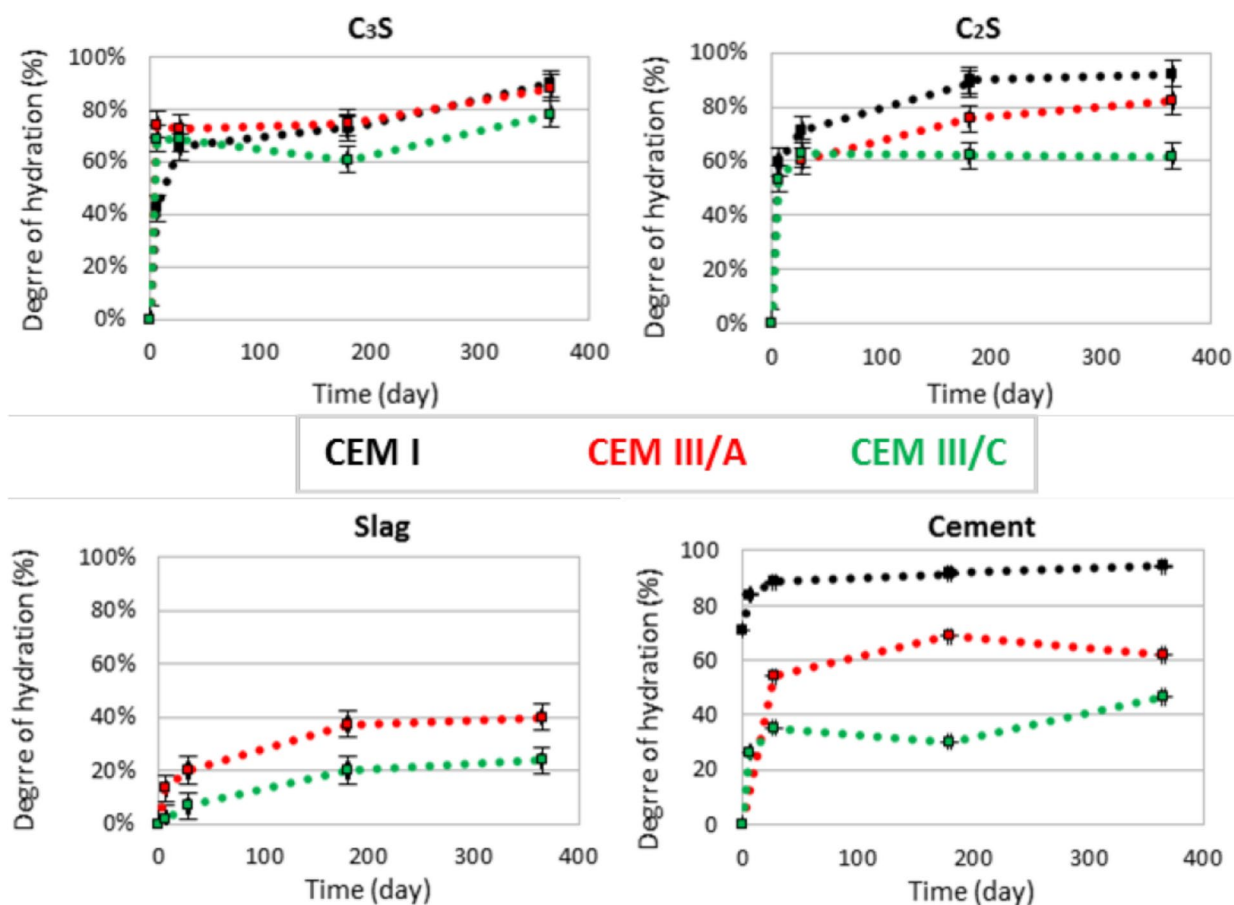 C₃S
Degrre of hydration (%)
100%
80%
60%
40%
20%
0%
0 100 200 300 400
Time (day)
C₂S
Degrre of hydration (%)
100%
80%
60%
40%
20%
0%
0 100 200 300 400
Time (day)
CEM I CEM III/A CEM III/C
Slag
Degrre of hydration (%)
100%
80%
60%
40%
20%
0%
0 100 200 300 400
Time (day)
Cement
Degrre of hydration (%)
100
80
60
40
20
0
0 100 200 300 400
Time (day)